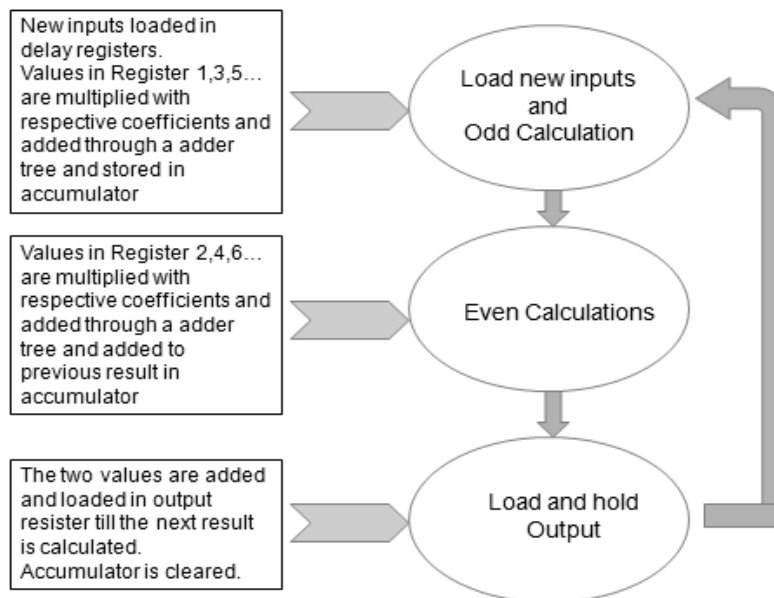 New inputs loaded in
delay registers.
Values in Register 1,3,5...
are multiplied with
respective coefficients and
added through a adder
tree and stored in
accumulator
Load new inputs
and
Odd Calculation
Values in Register 2,4,6...
are multiplied with
respective coefficients and
added through a adder
tree and added to
previous result in
accumulator
Even Calculations
The two values are added
and loaded in output
resister till the next result
is calculated.
Accumulator is cleared.
Load and hold
Output